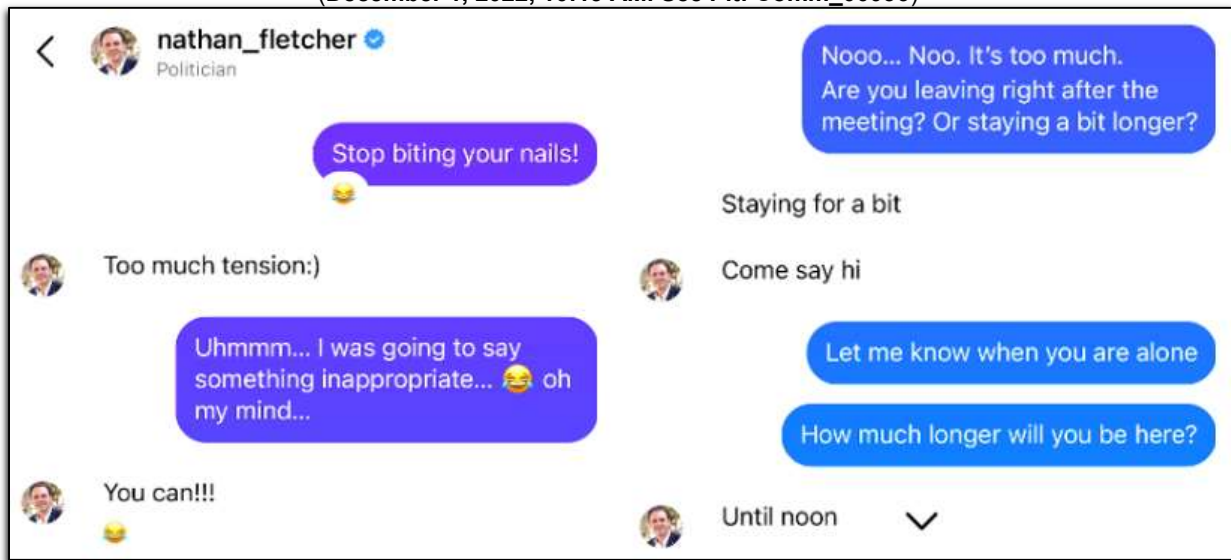 nathan_fletcher
Politician
Stop biting your nails!
😂
Too much tension:)
Uhmmm... I was going to say
something inappropriate... 😂 oh
my mind...
You can!!!
😂
Nooo... Noo. It's too much.
Are you leaving right after the
meeting? Or staying a bit longer?
Staying for a bit
Come say hi
Let me know when you are alone
How much longer will you be here?
Until noon